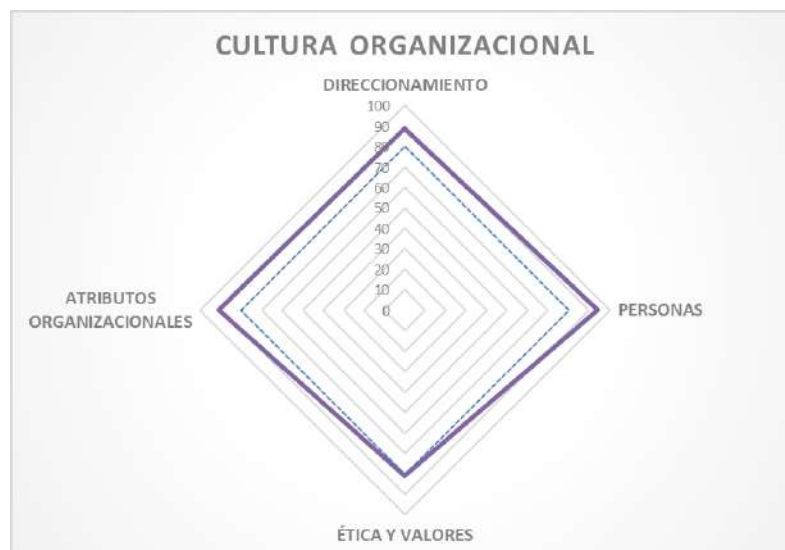 CULTURA ORGANIZACIONAL
DIRECCIONAMIENTO
100
90
80
70
60
50
40
30
20
10
0
ATRIBUTOS
ORGANIZACIONALES
PERSONAS
ÉTICA Y VALORES